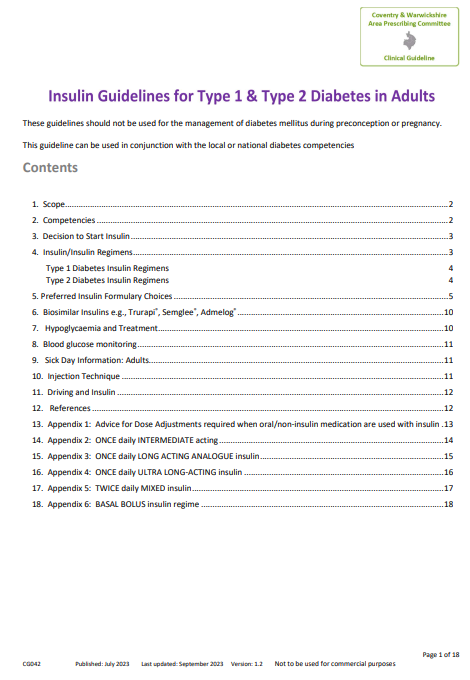 Coventry & Warwickshire
Area Prescribing Committee
Clinical Guideline
Insulin Guidelines for Type 1 & Type 2 Diabetes in Adults
These guidelines should not be used for the management of diabetes mellitus during preconception or pregnancy.
This guideline can be used in conjunction with the local or national diabetes competencies
Contents
1. Scope 2
2. Competencies 2
3. Decision to Start Insulin 3
4. Insulin/Insulin Regimens 3
Type 1 Diabetes Insulin Regimens 4
Type 2 Diabetes Insulin Regimens 4
5. Preferred Insulin Formulary Choices 5
6. Biosimilar Insulins e.g., Trurapi®, Semglee®, Admelog® 10
7. Hypoglycaemia and Treatment 10
8. Blood glucose monitoring 11
9. Sick Day Information: Adults 11
10. Injection Technique 11
11. Driving and Insulin 12
12. References 12
13. Appendix 1: Advice for Dose Adjustments required when oral/non-insulin medication are used with insulin .13
14. Appendix 2: ONCE daily INTERMEDIATE acting 14
15. Appendix 3: ONCE daily LONG ACTING ANALOGUE insulin 15
16. Appendix 4: ONCE daily ULTRA LONG-ACTING insulin 16
17. Appendix 5: TWICE daily MIXED insulin 17
18. Appendix 6: BASAL BOLUS insulin regime 18
Page 1 of 18
CG042 Published: July 2023 Last updated: September 2023 Version: 1.2 Not to be used for commercial purposes